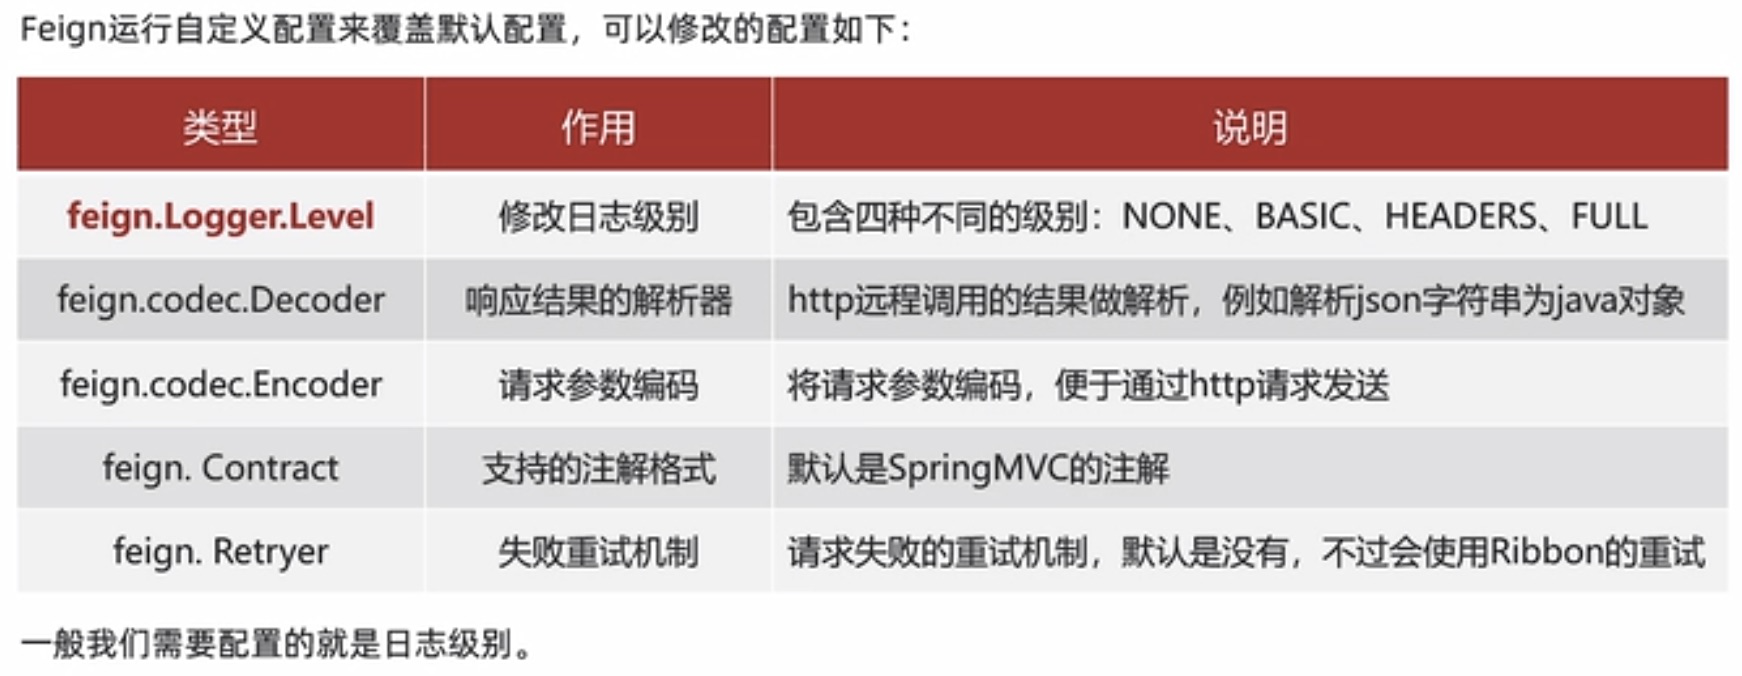 Feign运行自定义配置来覆盖默认配置，可以修改的配置如下：
类型 作用 说明
feign.Logger.Level 修改日志级别 包含四种不同的级别：NONE、BASIC、HEADERS、FULL
feign.codec.Decoder 响应结果的解析器 http远程调用的结果做解析，例如解析json字符串为java对象
feign.codec.Encoder 请求参数编码 将请求参数编码，便于通过http请求发送
feign. Contract 支持的注解格式 默认是SpringMVC的注解
feign. Retryer 失败重试机制 请求失败的重试机制，默认是没有，不过会使用Ribbon的重试
一般我们需要配置的就是日志级别。